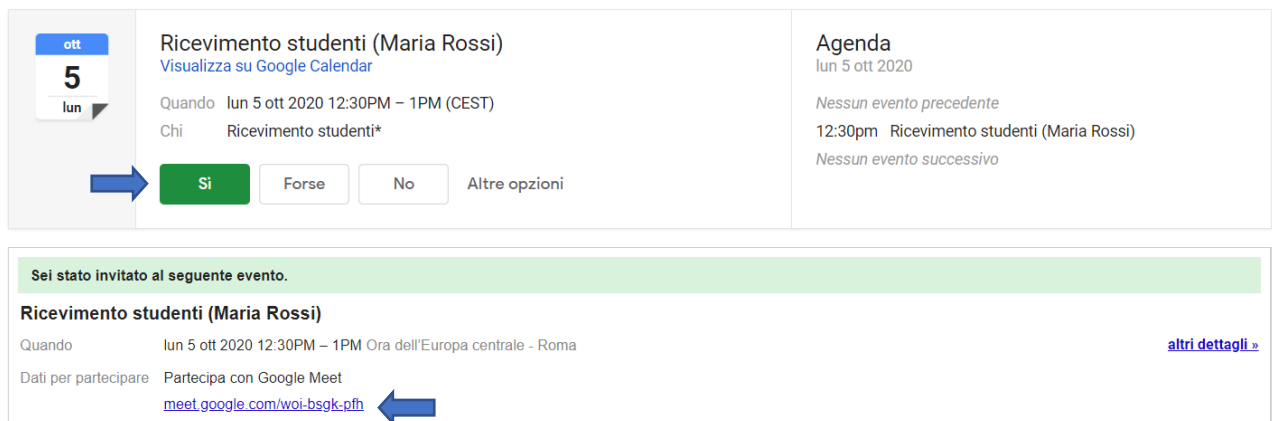 ott
5
lun
Ricevimento studenti (Maria Rossi)
Visualizza su Google Calendar
Quando lun 5 ott 2020 12:30PM – 1PM (CEST)
Chi Ricevimento studenti*
Sì Forse No Altre opzioni
Agenda
lun 5 ott 2020
Nessun evento precedente
12:30pm Ricevimento studenti (Maria Rossi)
Nessun evento successivo
Sei stato invitato al seguente evento.
Ricevimento studenti (Maria Rossi)
Quando lun 5 ott 2020 12:30PM – 1PM Ora dell'Europa centrale - Roma
altri dettagli »
Dati per partecipare Partecipa con Google Meet
meet.google.com/woi-bsgk-pfh